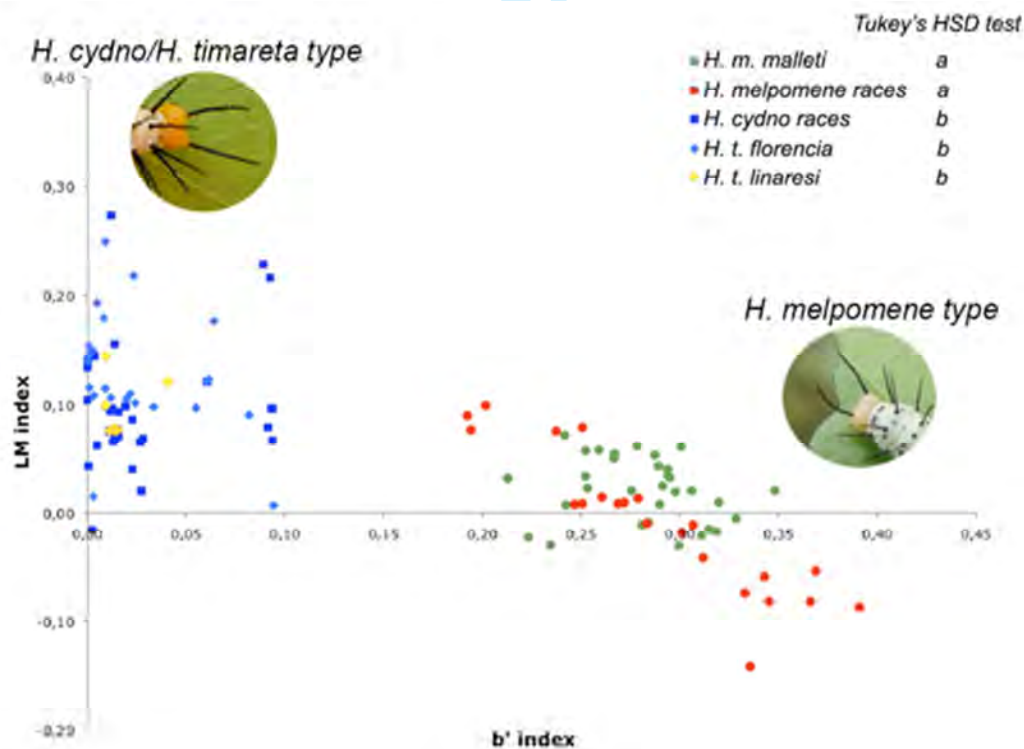 Tukey's HSD test
H. cydno/H. timareta type
H. m. malleti a
H. melpomene races a
H. cydno races b
H. t. florencia b
H. t. linaresi b
0,40
0,30
0,20
H. melpomene type
0,10
LM index
0,00
0,00 0,05 0,10 0,15 0,20 0,25 0,30 0,35 0,40 0,45
-0,10
-0,20
b' index